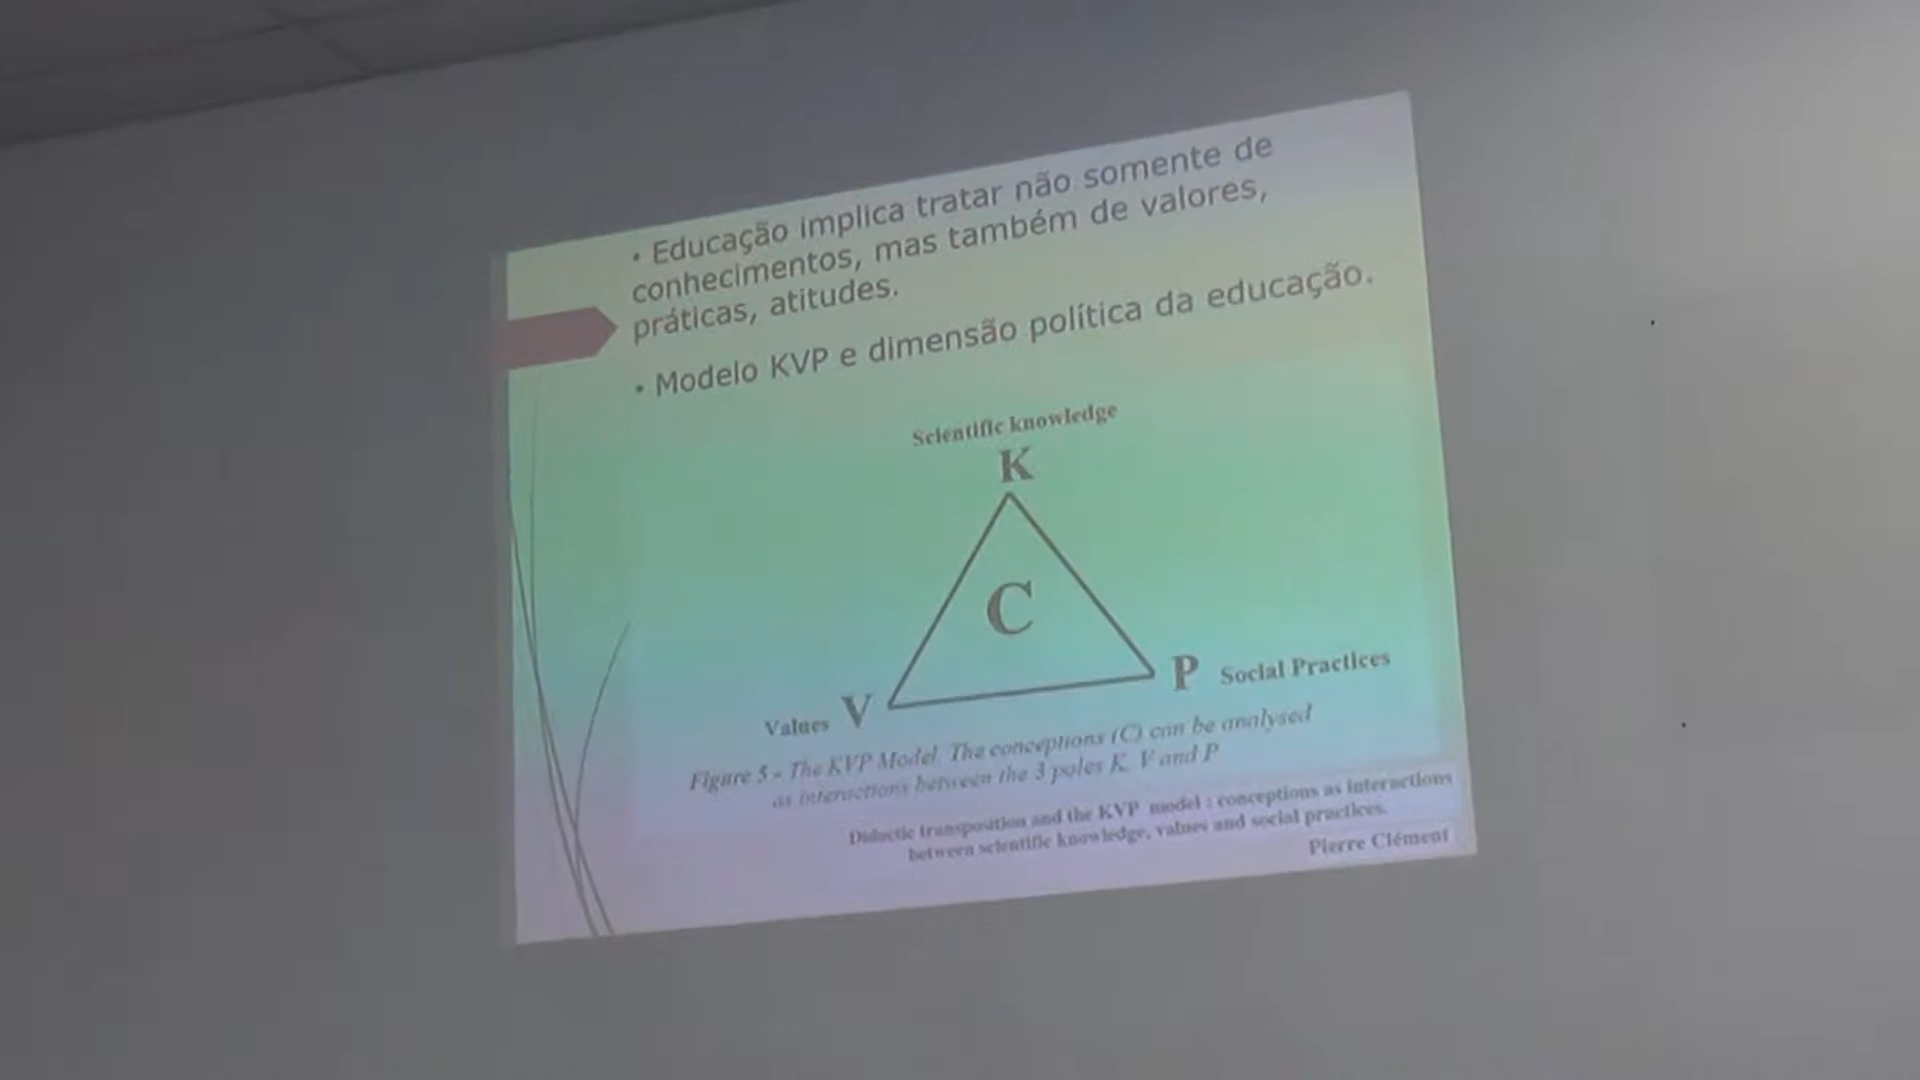 • Educação implica tratar não somente de
conhecimentos, mas também de valores,
práticas, atitudes.
• Modelo KVP e dimensão política da educação.
Scientific knowledge
K
C
P Social Practices
Values V
Figure 5 - The KVP Model. The conceptions (C) can be analysed
as interactions between the 3 poles K, V and P
Didactic transposition and the KVP model : conceptions as interactions
between scientific knowledge, values and social practices.
Pierre Clément